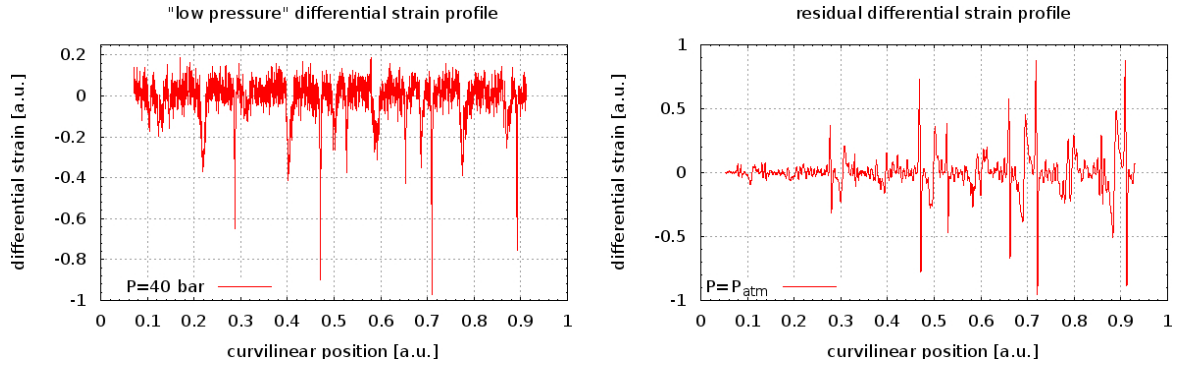 "low pressure" differential strain profile
differential strain [a.u.]
0.2
0
-0.2
-0.4
-0.6
-0.8
-1
P=40 bar
0 0.1 0.2 0.3 0.4 0.5 0.6 0.7 0.8 0.9 1
curvilinear position [a.u.]
residual differential strain profile
differential strain [a.u.]
1
0.5
0
-0.5
-1
P=Patm
0 0.1 0.2 0.3 0.4 0.5 0.6 0.7 0.8 0.9 1
curvilinear position [a.u.]